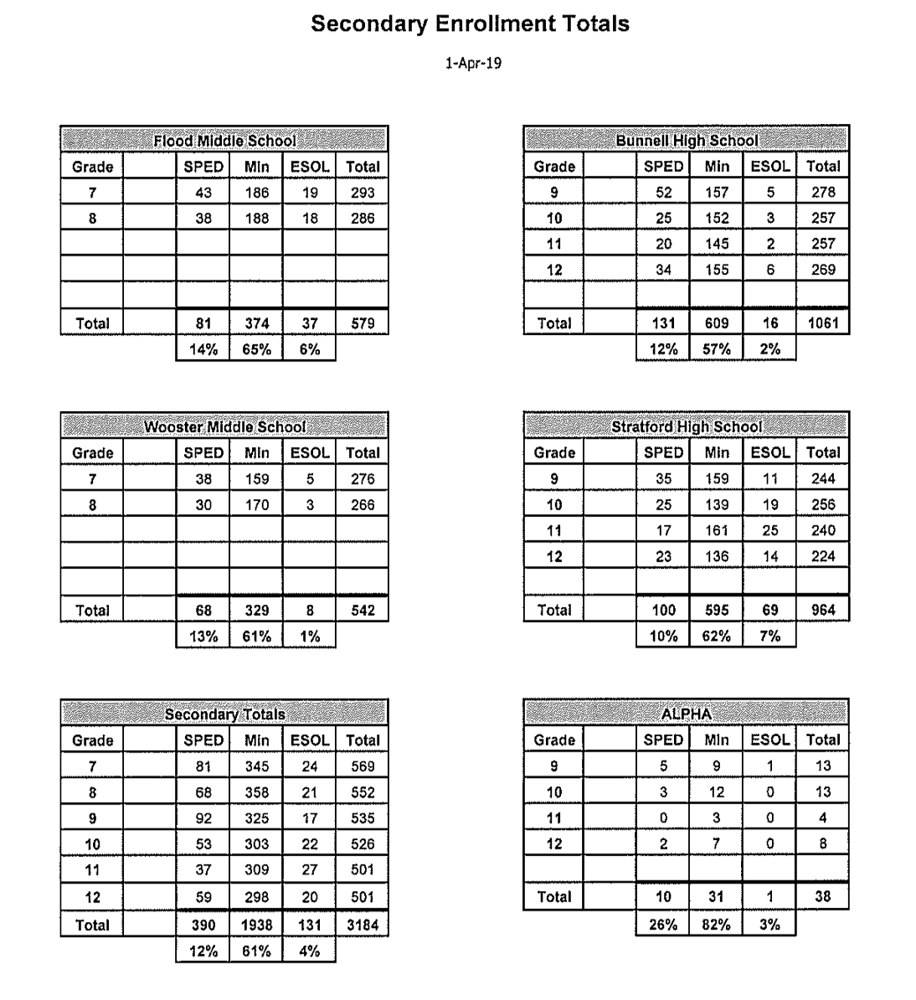 Secondary Enrollment Totals
1-Apr-19
Flood Middle School
Grade SPED Min ESOL Total
7 43 186 19 293
8 38 188 18 286
Total 81 374 37 579
14% 65% 6%
Bunnell High School
Grade SPED Min ESOL Total
9 52 157 5 278
10 25 152 3 257
11 20 145 2 257
12 34 155 6 269
Total 131 609 16 1061
12% 57% 2%
Wooster Middle School
Grade SPED Min ESOL Total
7 38 159 5 276
8 30 170 3 266
Total 68 329 8 542
13% 61% 1%
Stratford High School
Grade SPED Min ESOL Total
9 35 159 11 244
10 25 139 19 256
11 17 161 25 240
12 23 136 14 224
Total 100 595 69 964
10% 62% 7%
Secondary Totals
Grade SPED Min ESOL Total
7 81 345 24 569
8 68 358 21 552
9 92 325 17 535
10 53 303 22 526
11 37 309 27 501
12 59 298 20 501
Total 390 1938 131 3184
12% 61% 4%
ALPHA
Grade SPED Min ESOL Total
9 5 9 1 13
10 3 12 0 13
11 0 3 0 4
12 2 7 0 8
Total 10 31 1 38
26% 82% 3%